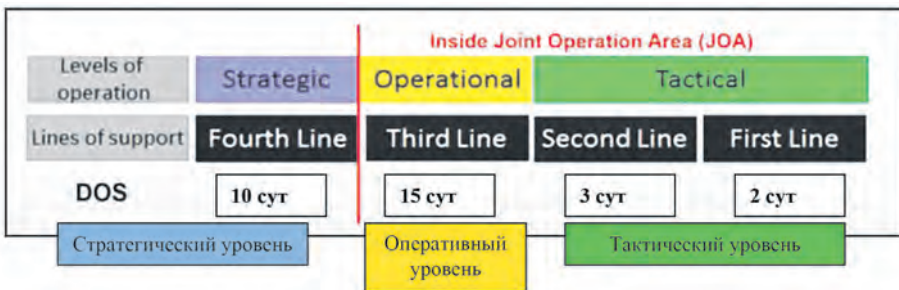 Inside Joint Operation Area (JOA)
Levels of
operation
Strategic
Operational
Tactical
Lines of support
Fourth Line
Third Line
Second Line
First Line
DOS
10 сут
15 сут
3 сут
2 сут
Стратегический уровень
Оперативный
уровень
Тактический уровень